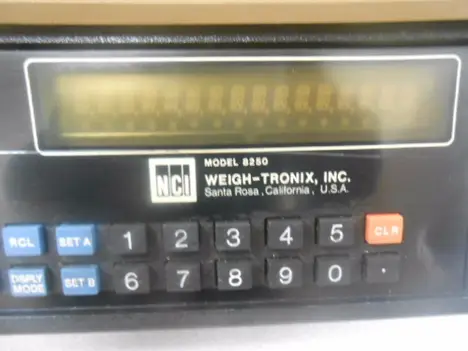 MODEL 8250
NCI
WEIGH-TRONIX, INC.
Santa Rosa, California, U.S.A.
RCL SET A 1 2 3 4 5 CLR
DISPLY
MODE SET B 6 7 8 9 0 .